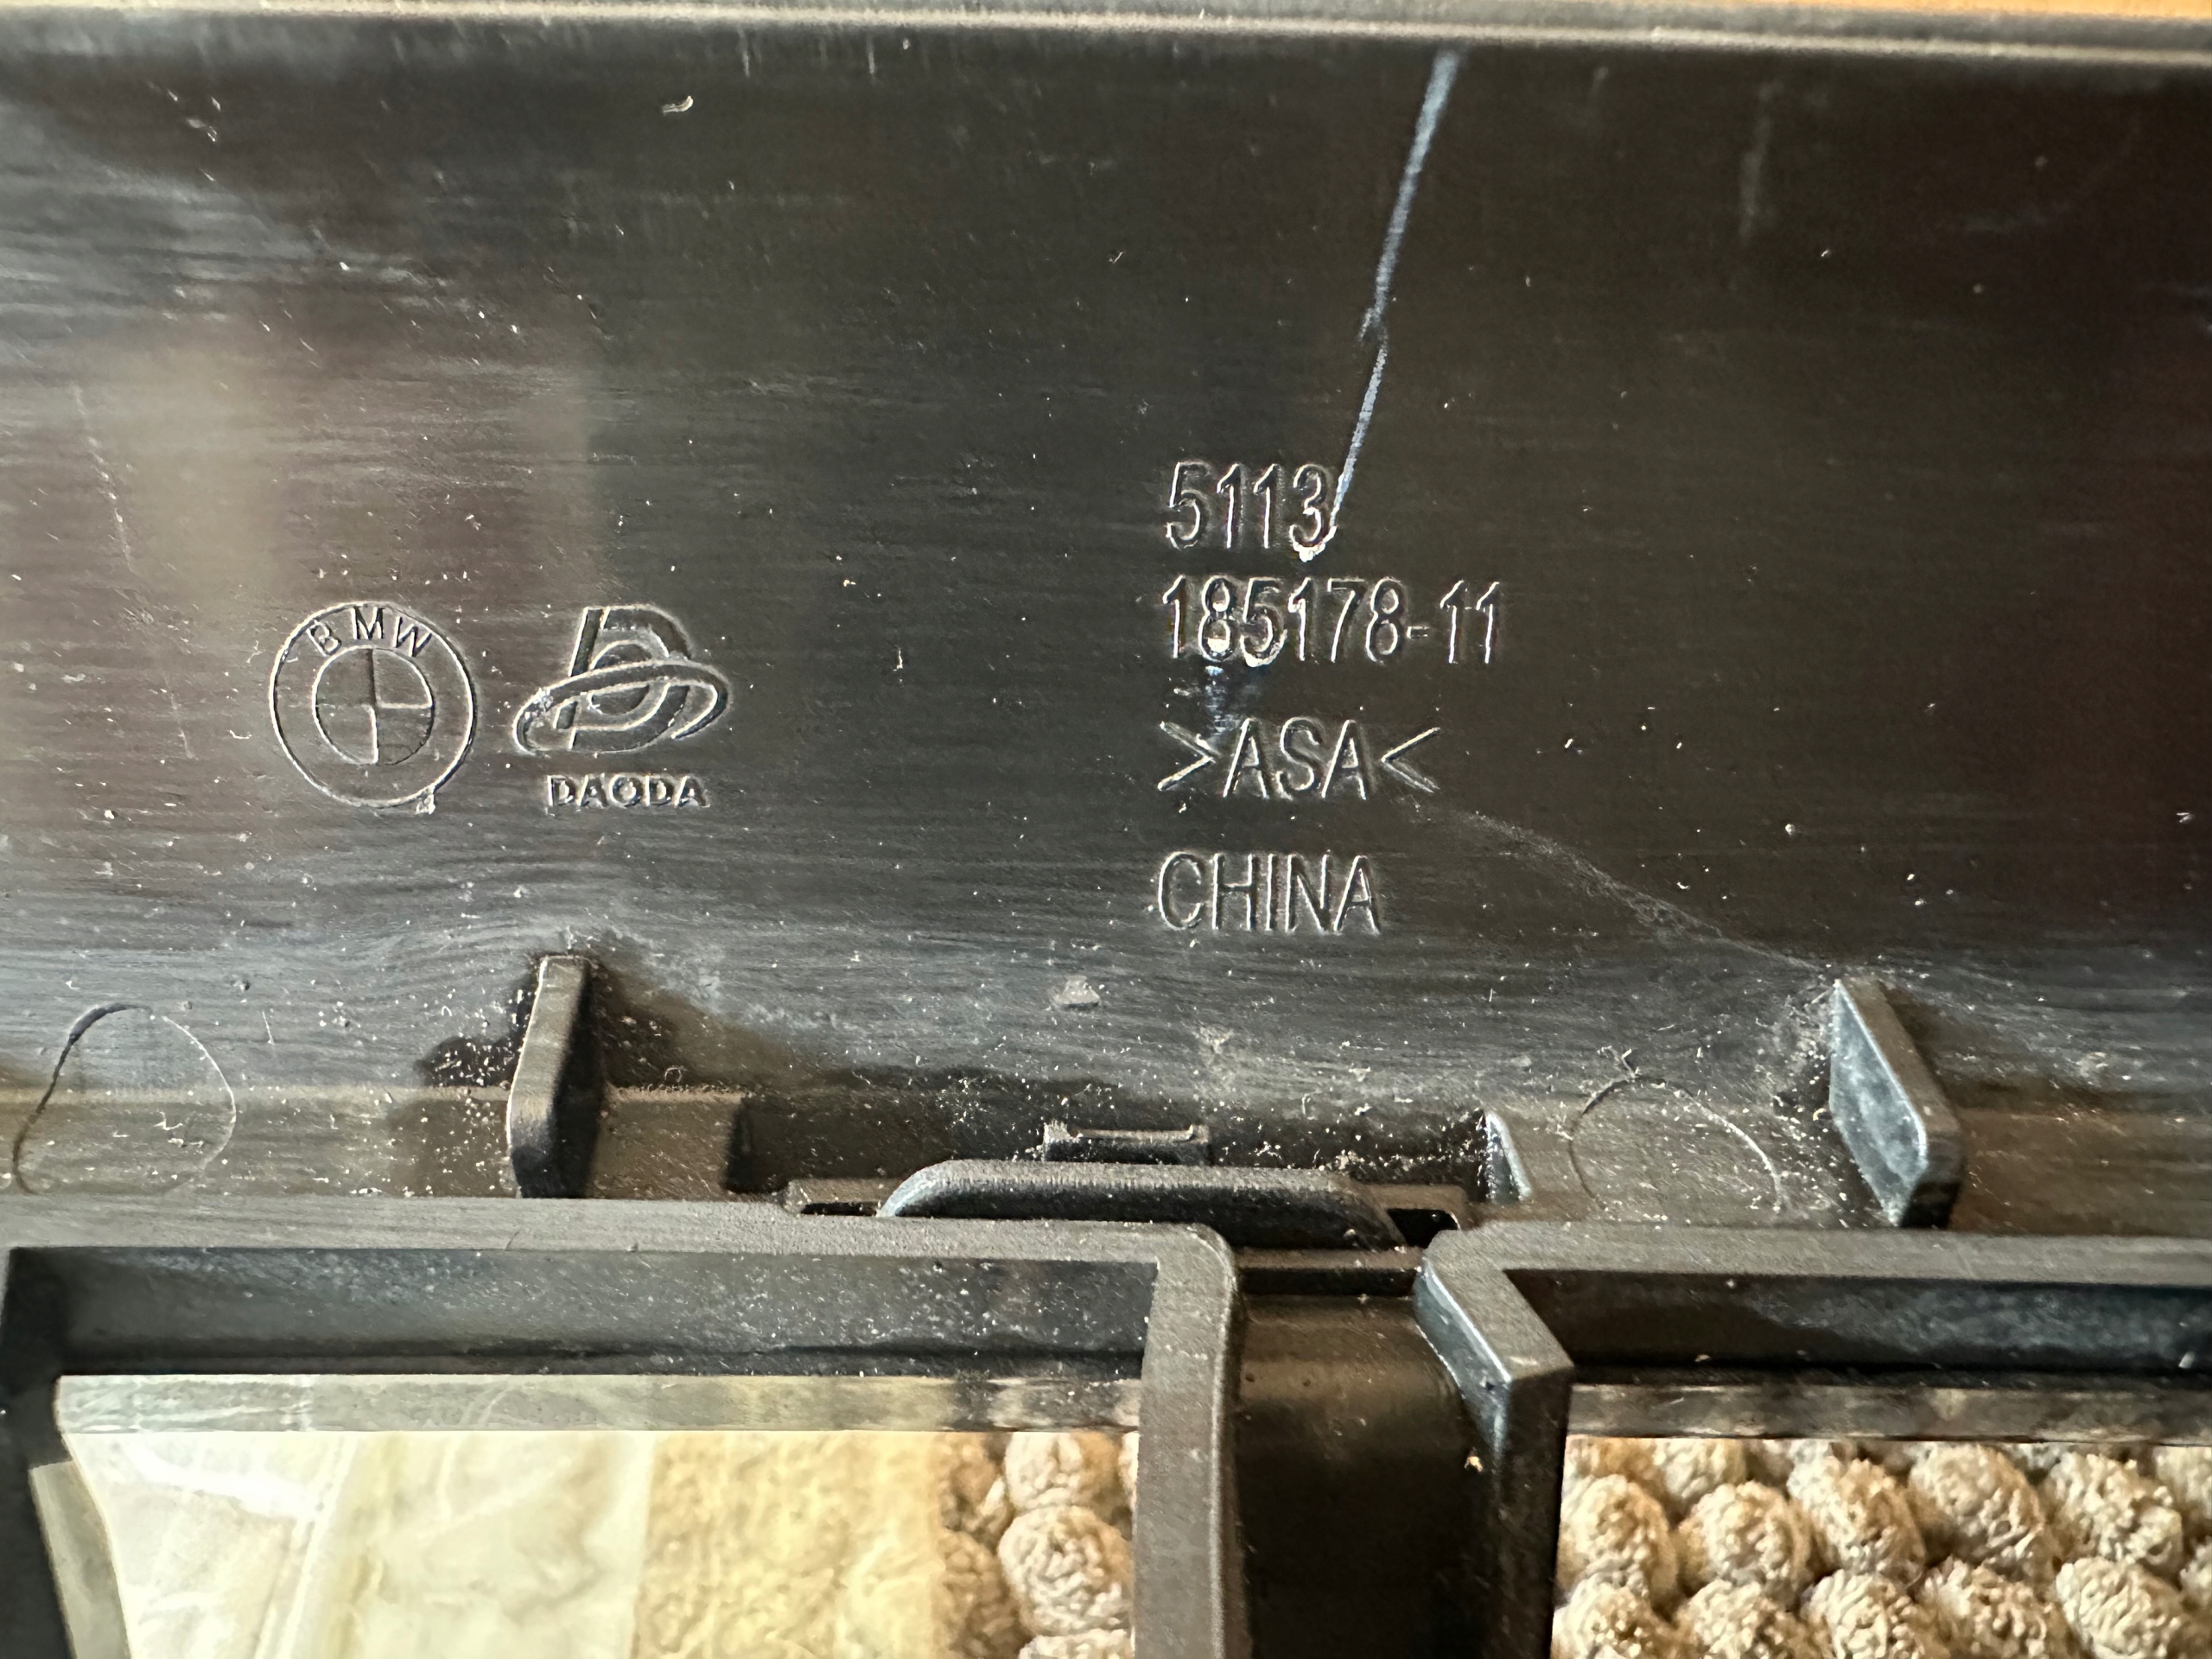 5113
185178-11
>ASA<
CHINA
BMW
DAODA